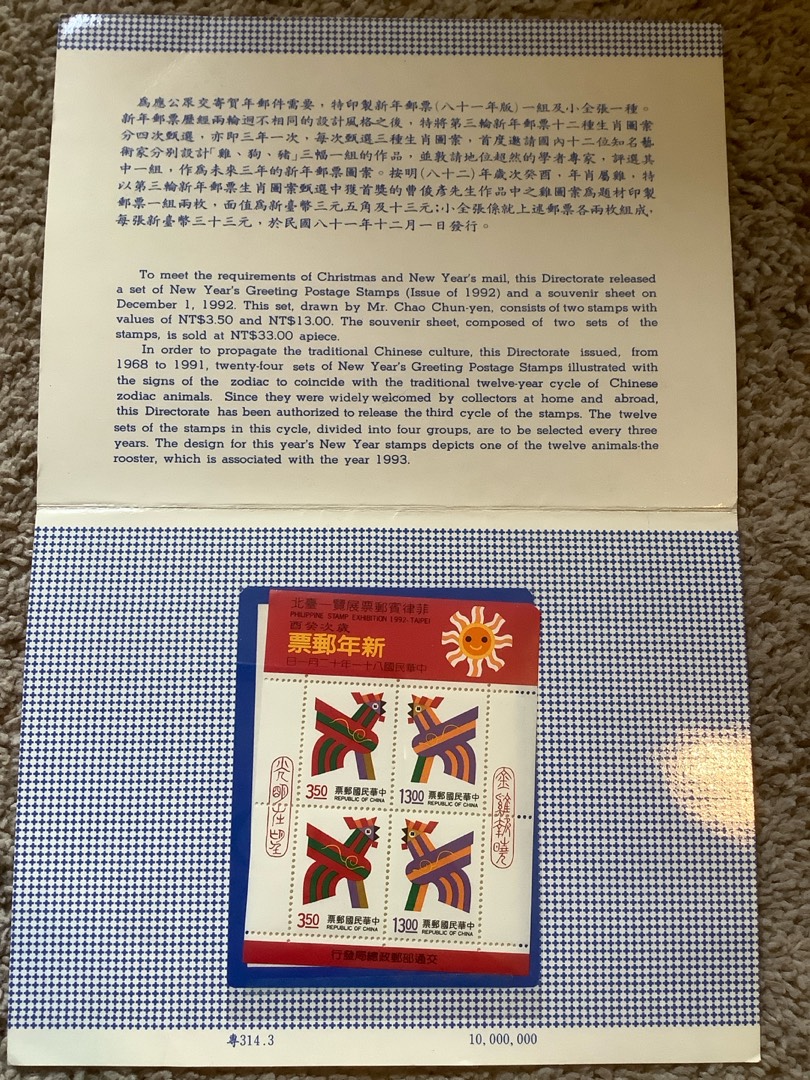 為應公眾交寄賀年郵件需要，特印製新年郵票(八十一年版)一組及小全張一種。
新年郵票歷經兩輪迥不相同的設計風格之後，特將第三輪新年郵票十二種生肖圖案
分四次甄選，亦即三年一次，每次甄選三種生肖圖案，首度邀請國內十二位知名藝
術家分別設計「雞、狗、豬」三幅一組的作品，並敦請地位超然的學者專家，評選其
中一組，作為未來三年的新年郵票圖案。按明(八十二)年歲次癸酉，年肖屬雞，特
以第三輪新年郵票生肖圖案甄選中獲首獎的曹俊彥先生作品中之雞圖案為題材印製
郵票一組兩枚，面值為新臺幣三元五角及十三元；小全張係就上述郵票各兩枚組成，
每張新臺幣三十三元，於民國八十一年十二月一日發行。
To meet the requirements of Christmas and New Year's mail, this Directorate released
a set of New Year's Greeting Postage Stamps (Issue of 1992) and a souvenir sheet on
December 1, 1992. This set, drawn by Mr. Chao Chun-yen, consists of two stamps with
values of NT$3.50 and NT$13.00. The souvenir sheet, composed of two sets of the
stamps, is sold at NT$33.00 apiece.
In order to propagate the traditional Chinese culture, this Directorate issued, from
1968 to 1991, twenty-four sets of New Year's Greeting Postage Stamps illustrated with
the signs of the zodiac to coincide with the traditional twelve-year cycle of Chinese
zodiac animals. Since they were widely welcomed by collectors at home and abroad,
this Directorate has been authorized to release the third cycle of the stamps. The twelve
sets of the stamps in this cycle, divided into four groups, are to be selected every three
years. The design for this year's New Year stamps depicts one of the twelve animals-the
rooster, which is associated with the year 1993.
北臺—覽展票郵賓律菲
PHILIPPINE STAMP EXHIBITION 1992-TAIPEI
酉癸次歲
票郵年新
日一月二十年一十八國民華中
3.50 票郵國民華中
REPUBLIC OF CHINA
13.00 票郵國民華中
REPUBLIC OF CHINA
光明在望
金雞報曉
3.50 票郵國民華中
REPUBLIC OF CHINA
13.00 票郵國民華中
REPUBLIC OF CHINA
行發局總政郵部通交
專314.3 10,000,000